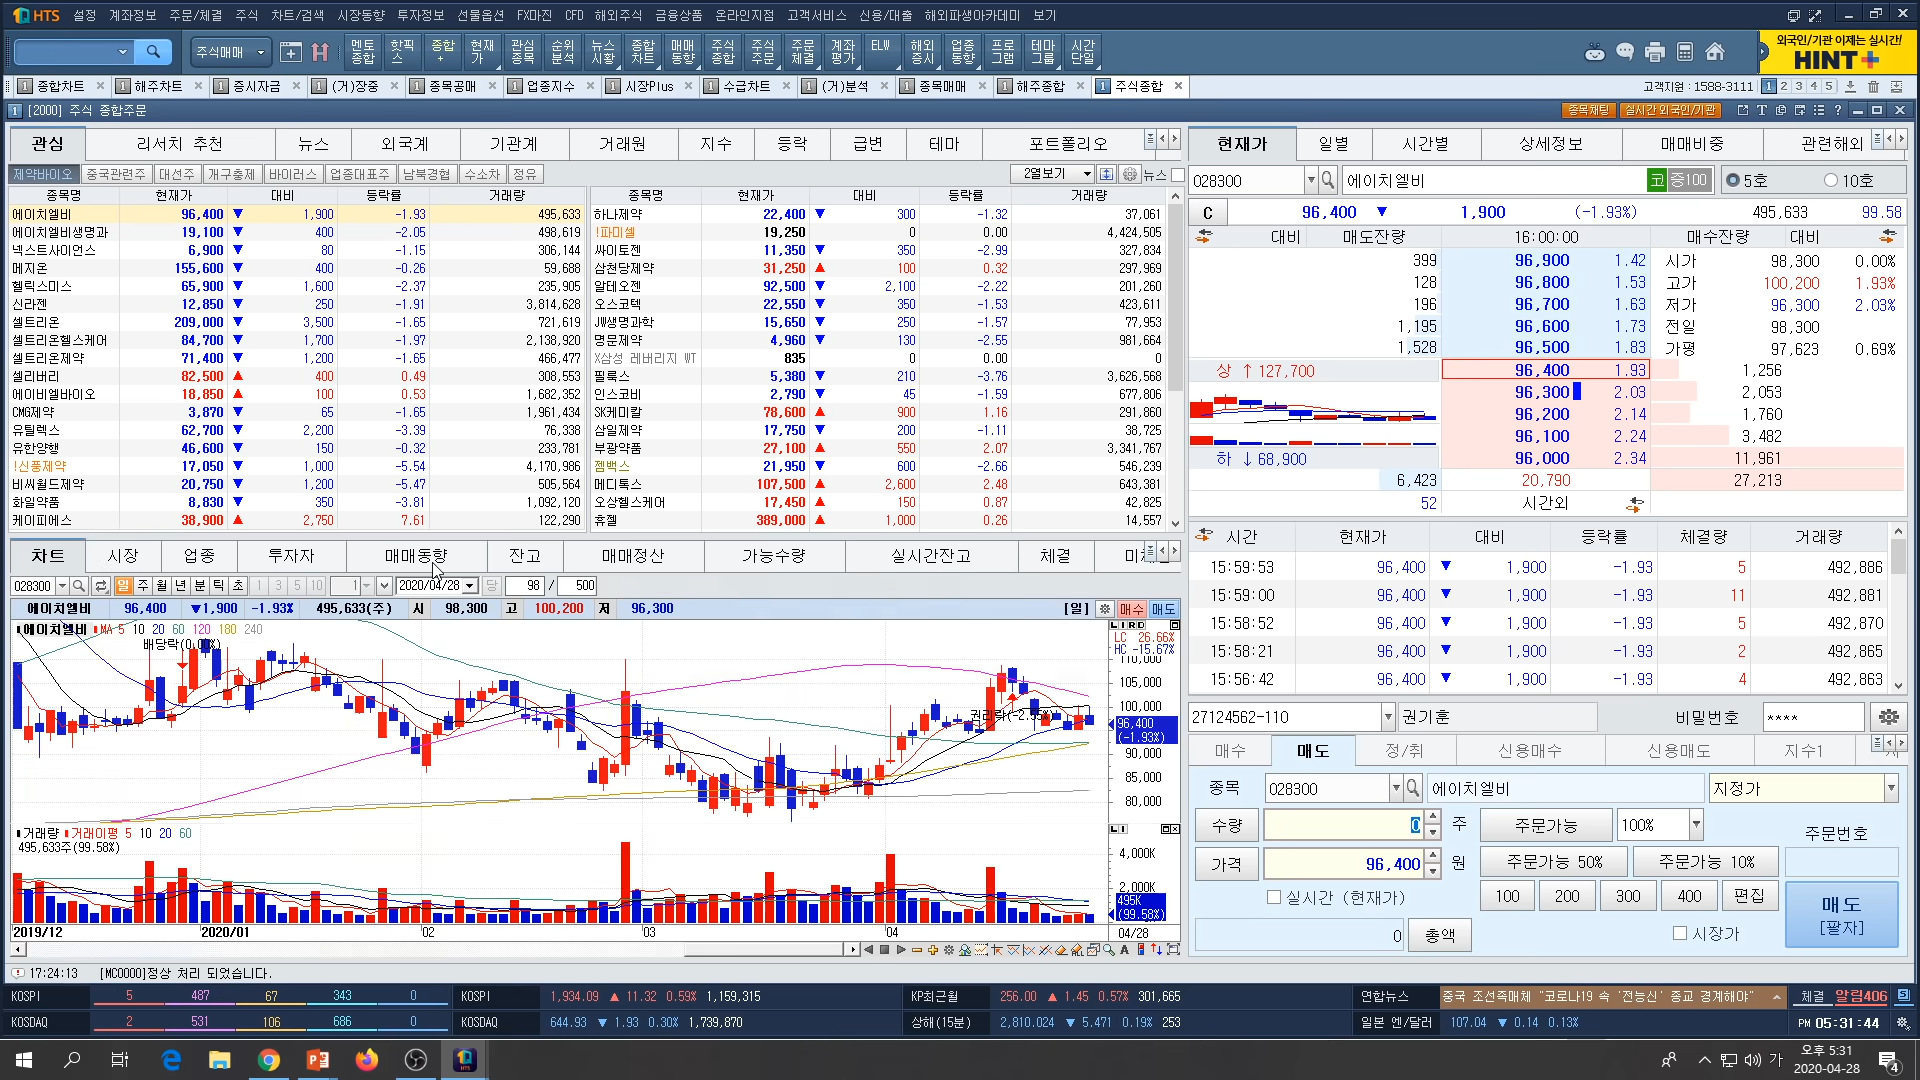 HTS 설정 계좌정보 주문/체결 주식 차트/검색 시장동향 투자정보 선물옵션 FX마진 CFD 해외주식 금융상품 온라인지점 고객서비스 신용/대출 해외파생아카데미 보기
주식매매 멘토종합 핫픽스 종합+ 현재가 관심종목 순위분석 뉴스시황 종합차트 매매동향 주식종합 주식주문 주문체결 계좌평가 ELW 해외증시 업종동향 프로그램 테마그룹 시간단일
외국인/기관 이제는 실시간!
HINT+
1 종합차트 1 해주차트 1 증시자금 1 (거)장중 1 종목공매 1 업종지수 1 시장Plus 1 수급차트 1 (거)분석 1 종목매매 1 해주종합 1 주식종합 고객지원 : 1588-3111 1 2 3 4 5
1 [2000] 주식 종합주문 종목채팅 실시간 외국인/기관
관심 리서치 추천 뉴스 외국계 기관계 거래원 지수 등락 급변 테마 포트폴리오
제약바이오 중국관련주 대선주 개구충제 바이러스 업종대표주 남북경협 수소차 정유 2열보기 뉴스
종목명 현재가 대비 등락률 거래량 종목명 현재가 대비 등락률 거래량
에이치엘비 96,400 ▼ 1,900 -1.93 495,633 하나제약 22,400 ▼ 300 -1.32 37,061
에이치엘비생명과 19,100 ▼ 400 -2.05 498,619 !파미셀 19,250 0 0.00 4,424,505
넥스트사이언스 6,900 ▼ 80 -1.15 306,144 싸이토젠 11,350 ▼ 350 -2.99 327,834
메지온 155,600 ▼ 400 -0.26 59,688 삼천당제약 31,250 ▲ 100 0.32 297,969
헬릭스미스 65,900 ▼ 1,600 -2.37 235,905 알테오젠 92,500 ▼ 2,100 -2.22 201,260
신라젠 12,850 ▼ 250 -1.91 3,814,628 오스코텍 22,550 ▼ 350 -1.53 423,611
셀트리온 209,000 ▼ 3,500 -1.65 721,619 JW생명과학 15,650 ▼ 250 -1.57 77,953
셀트리온헬스케어 84,700 ▼ 1,700 -1.97 2,138,920 명문제약 4,960 ▼ 130 -2.55 981,664
셀트리온제약 71,400 ▼ 1,200 -1.65 466,477 X삼성 레버리지 WT 835 0 0.00 0
셀리버리 82,500 ▲ 400 0.49 308,553 필룩스 5,380 ▼ 210 -3.76 3,626,568
에이비엘바이오 18,850 ▲ 100 0.53 1,682,352 인스코비 2,790 ▼ 45 -1.59 677,806
CMG제약 3,870 ▼ 65 -1.65 1,961,434 SK케미칼 78,600 ▲ 900 1.16 291,860
유틸렉스 62,700 ▼ 2,200 -3.39 76,338 삼일제약 17,750 ▼ 200 -1.11 38,725
유한양행 46,600 ▼ 150 -0.32 233,781 부광약품 27,100 ▲ 550 2.07 3,341,767
!신풍제약 17,050 ▼ 1,000 -5.54 4,170,986 젬백스 21,950 ▼ 600 -2.66 546,239
비씨월드제약 20,750 ▼ 1,200 -5.47 505,564 메디톡스 107,500 ▲ 2,600 2.48 643,381
화일약품 8,830 ▼ 350 -3.81 1,092,120 오상헬스케어 17,450 ▲ 150 0.87 42,825
케이피에스 38,900 ▲ 2,750 7.61 122,290 휴젤 389,000 ▲ 1,000 0.26 14,557
차트 시장 업종 투자자 매매동향 잔고 매매정산 가능수량 실시간잔고 체결
028300 일 주 월 년 분 틱 초 1 3 5 10 1 2020/04/28 당 98 / 500
에이치엘비 96,400 ▼1,900 -1.93% 495,633(주) 시 98,300 고 100,200 저 96,300 [일] 매수 매도
에이치엘비 MA 5 10 20 60 120 180 240
배당락(0.00%)
LC 26.66%
HC -15.67%
110,000
105,000
100,000
96,400
(-1.93%)
90,000
85,000
80,000
거래량 거래이평 5 10 20 60
495,633주(99.58%)
4,000K
2,000K
495K
(99.58%)
2019/12 2020/01 02 03 04 04/28
현재가 일별 시간별 상세정보 매매비중 관련해외
028300 에이치엘비 코 증100 5호 10호
C 96,400 ▼ 1,900 (-1.93%) 495,633 99.58
대비 매도잔량 16:00:00 매수잔량 대비
399 96,900 1.42 시가 98,300 0.00%
128 96,800 1.53 고가 100,200 1.93%
196 96,700 1.63 저가 96,300 2.03%
1,195 96,600 1.73 전일 98,300
1,528 96,500 1.83 가평 97,623 0.69%
상 ↑ 127,700 96,400 1.93 1,256
96,300 2.03 2,053
96,200 2.14 1,760
96,100 2.24 3,482
하 ↓ 68,900 96,000 2.34 11,961
6,423 20,790 27,213
52 시간외
시간 현재가 대비 등락률 체결량 거래량
15:59:53 96,400 ▼ 1,900 -1.93 5 492,886
15:59:00 96,400 ▼ 1,900 -1.93 11 492,881
15:58:52 96,400 ▼ 1,900 -1.93 5 492,870
15:58:21 96,400 ▼ 1,900 -1.93 2 492,865
15:56:42 96,400 ▼ 1,900 -1.93 4 492,863
27124562-110 권기훈 비밀번호 ****
매수 매도 정/취 신용매수 신용매도 지수1
종목 028300 에이치엘비 지정가
수량 0 주 주문가능 100% 주문번호
가격 96,400 원 주문가능 50% 주문가능 10%
실시간 (현재가) 100 200 300 400 편집
매도
[팔자]
0 총액 시장가
17:24:13 [MC0000]정상 처리 되었습니다.
KOSPI 5 487 67 343 0 KOSPI 1,934.09 ▲ 11.32 0.59% 1,159,315 KP최근월 256.00 ▲ 1.45 0.57% 301,665 연합뉴스 중국 조선족매체 "코로나19 속 '전능신' 종교 경계해야" 체결 알림406
KOSDAQ 2 531 106 686 0 KOSDAQ 644.93 ▼ 1.93 0.30% 1,739,870 상해(15분) 2,810.024 ▼ 5.471 0.19% 253 일본 엔/달러 107.04 ▼ 0.14 0.13% PM 05:31:44
가 오후 5:31
2020-04-28
4